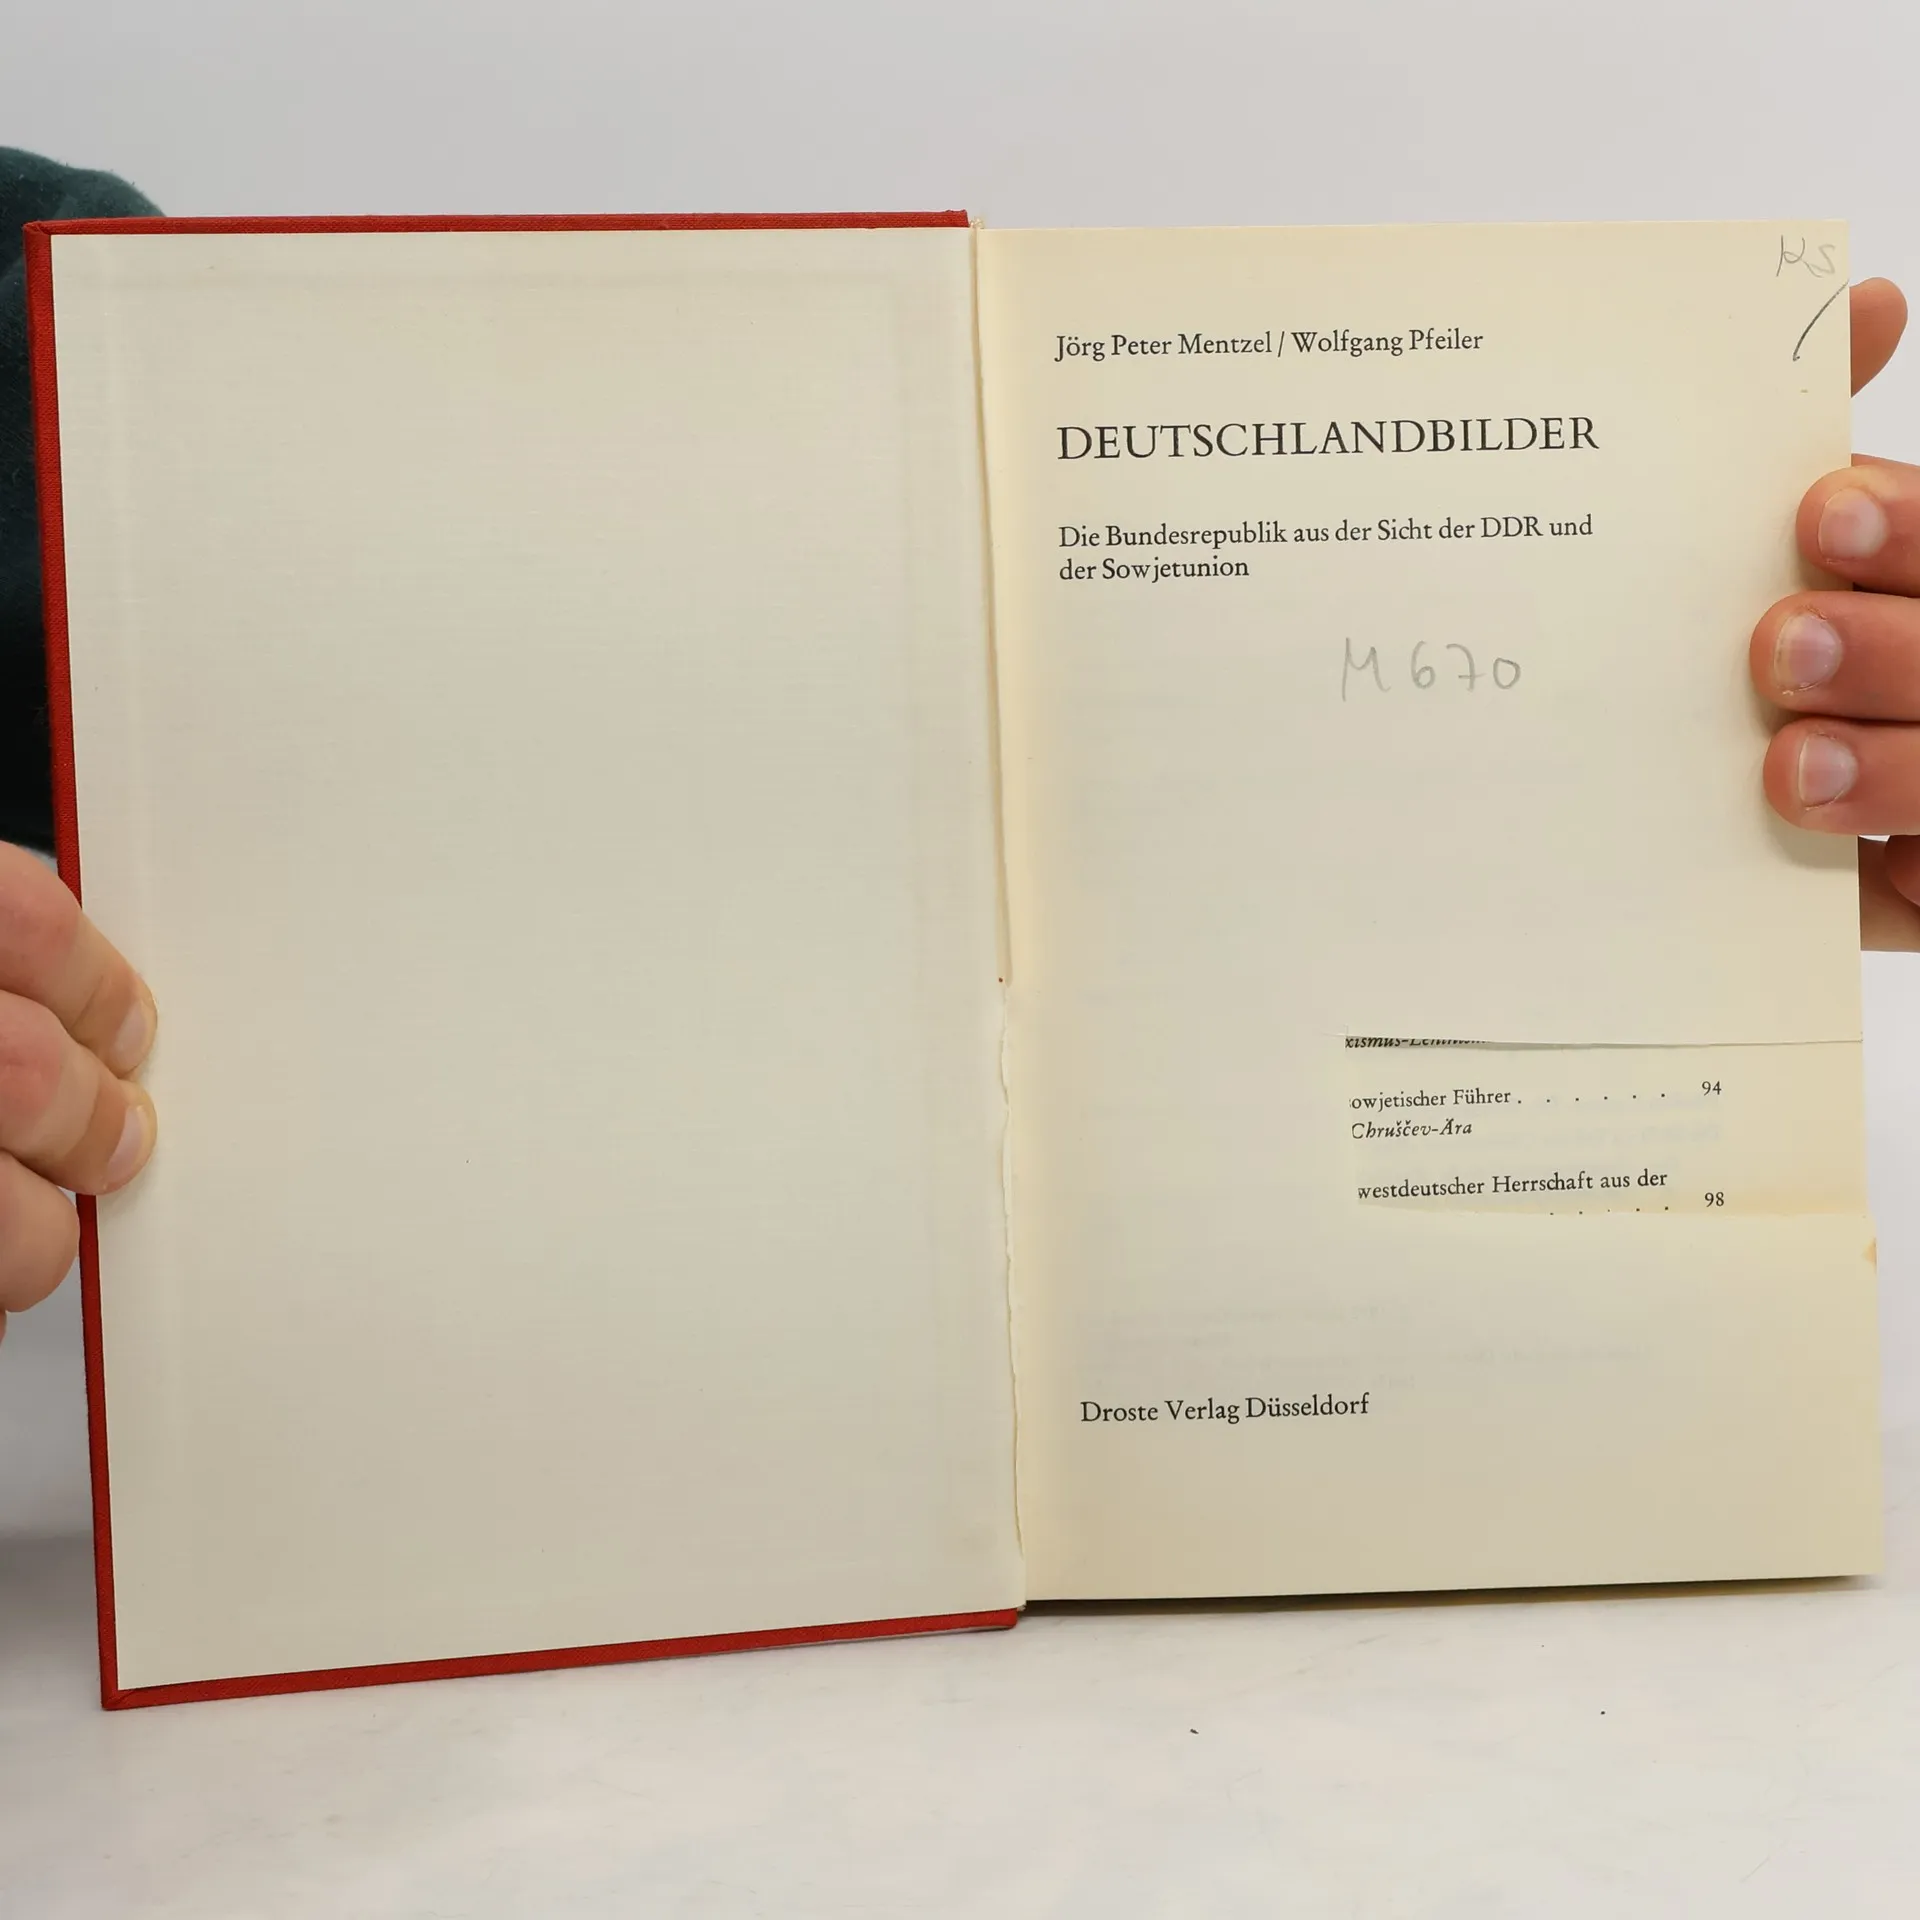 KS
Jörg Peter Mentzel / Wolfgang Pfeiler
DEUTSCHLANDBILDER
Die Bundesrepublik aus der Sicht der DDR und
der Sowjetunion
M 670
owjetischer Führer . . . . . . 94
Chruščev-Ära
westdeutscher Herrschaft aus der
. . . . . 98
Droste Verlag Düsseldorf